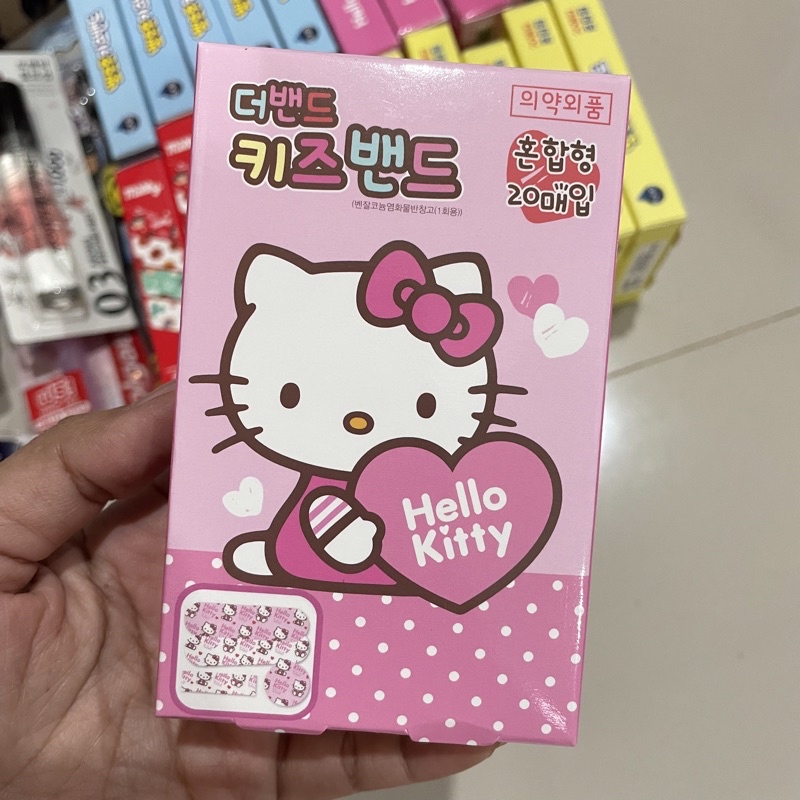 더밴드
키즈 밴드
(벤잘코늄염화물반창고(1회용))
의약외품
혼합형
20매입
Hello
Kitty
03